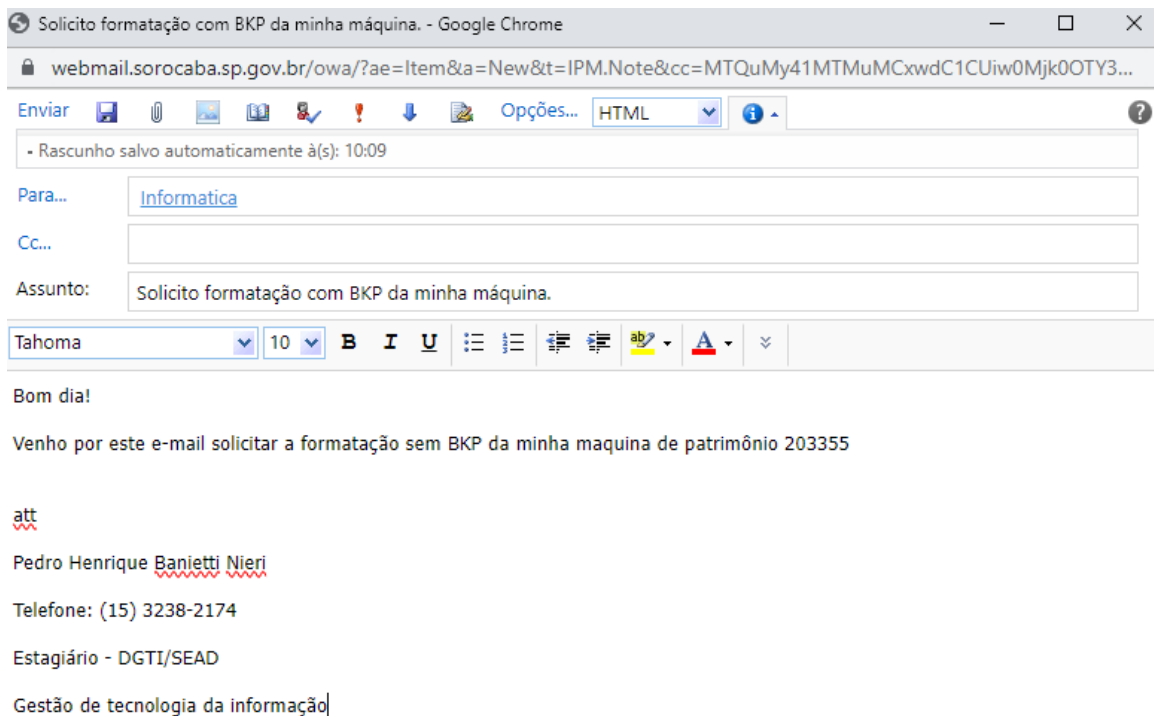 Solicito formatação com BKP da minha máquina. - Google Chrome
webmail.sorocaba.sp.gov.br/owa/?ae=Item&a=New&t=IPM.Note&cc=MTQuMy41MTMuMCxwdC1CUiw0Mjk0OTY3...
Enviar Opções... HTML
- Rascunho salvo automaticamente à(s): 10:09
Para... Informatica
Cc...
Assunto: Solicito formatação com BKP da minha máquina.
Tahoma 10 B I U ab A
Bom dia!
Venho por este e-mail solicitar a formatação sem BKP da minha maquina de patrimônio 203355
att
Pedro Henrique Banietti Nieri
Telefone: (15) 3238-2174
Estagiário - DGTI/SEAD
Gestão de tecnologia da informação